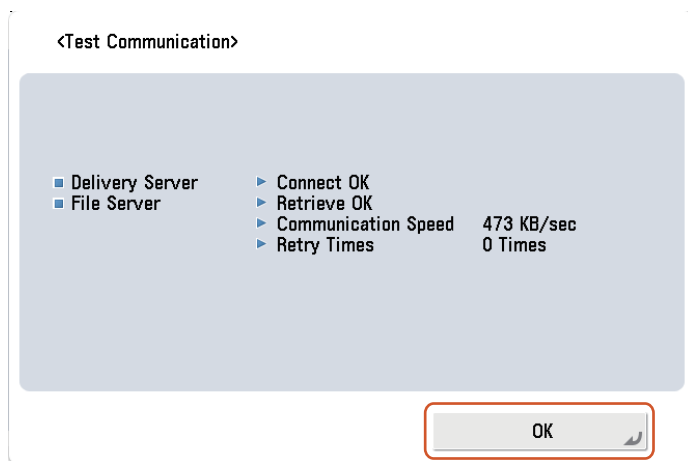 <Test Communication>
Delivery Server Connect OK
File Server Retrieve OK
Communication Speed 473 KB/sec
Retry Times 0 Times
OK